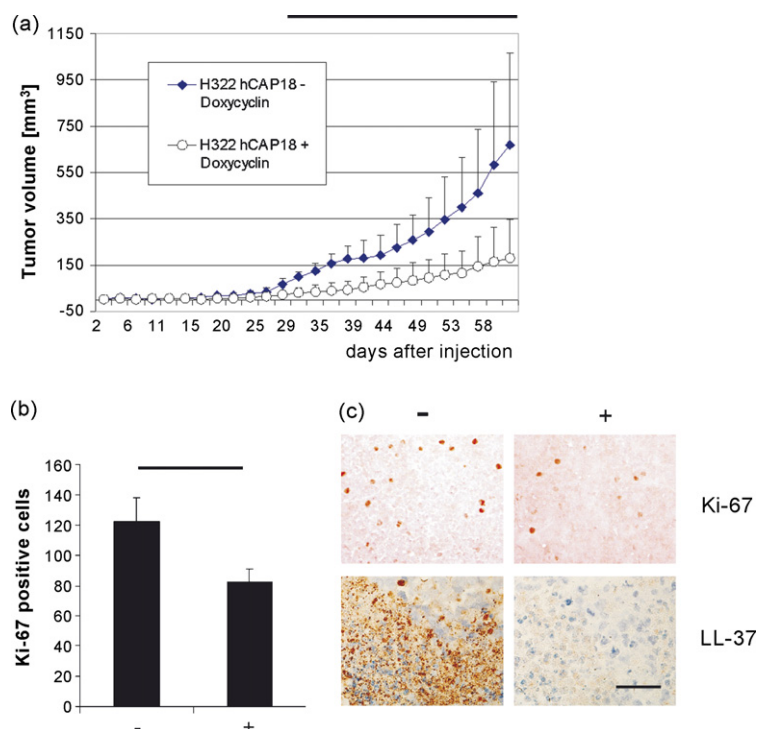 (a)
1150
950
750
550
350
150
-50
Tumor volume [mm³]
H322 hCAP18 -
Doxycyclin
H322 hCAP18 +
Doxycyclin
2 6 11 15 20 25 29 35 39 44 49 53 58
days after injection
(b)
160
140
120
100
80
60
40
20
0
Ki-67 positive cells
- +
(c)
- +
Ki-67
LL-37